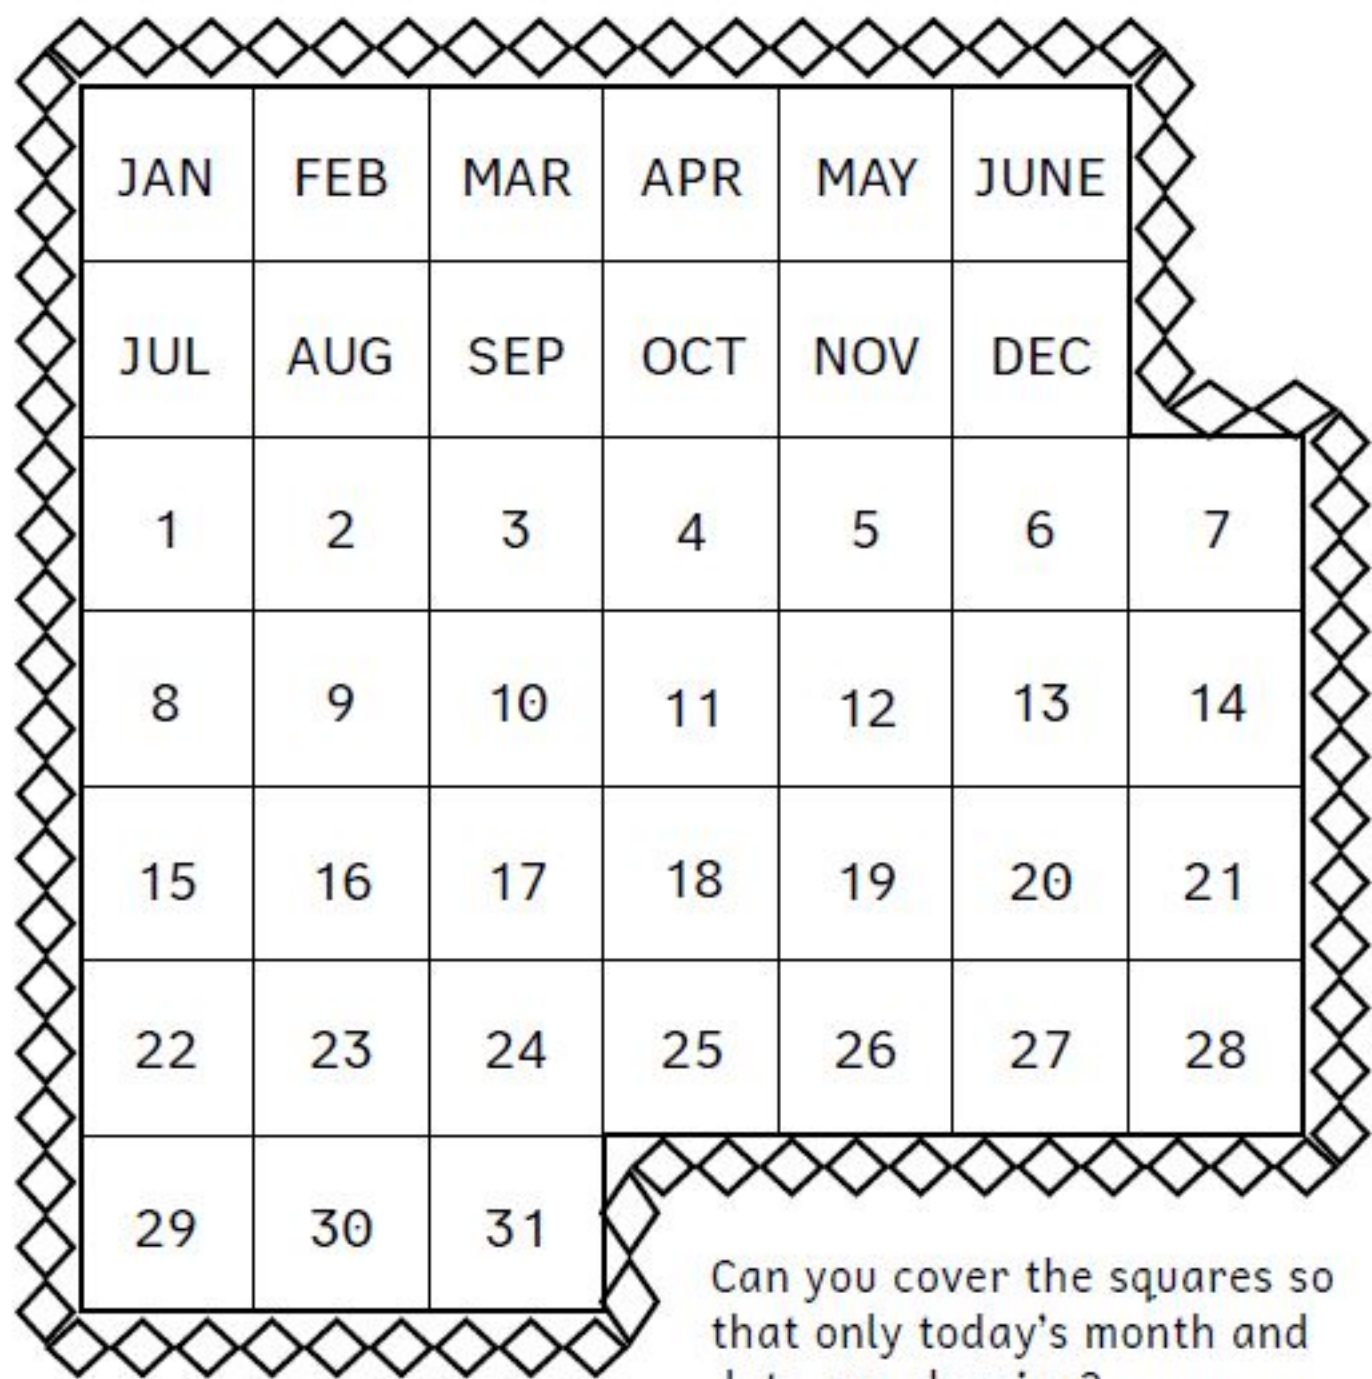 JAN FEB MAR APR MAY JUNE
JUL AUG SEP OCT NOV DEC
1 2 3 4 5 6 7
8 9 10 11 12 13 14
15 16 17 18 19 20 21
22 23 24 25 26 27 28
29 30 31
Can you cover the squares so
that only today's month and